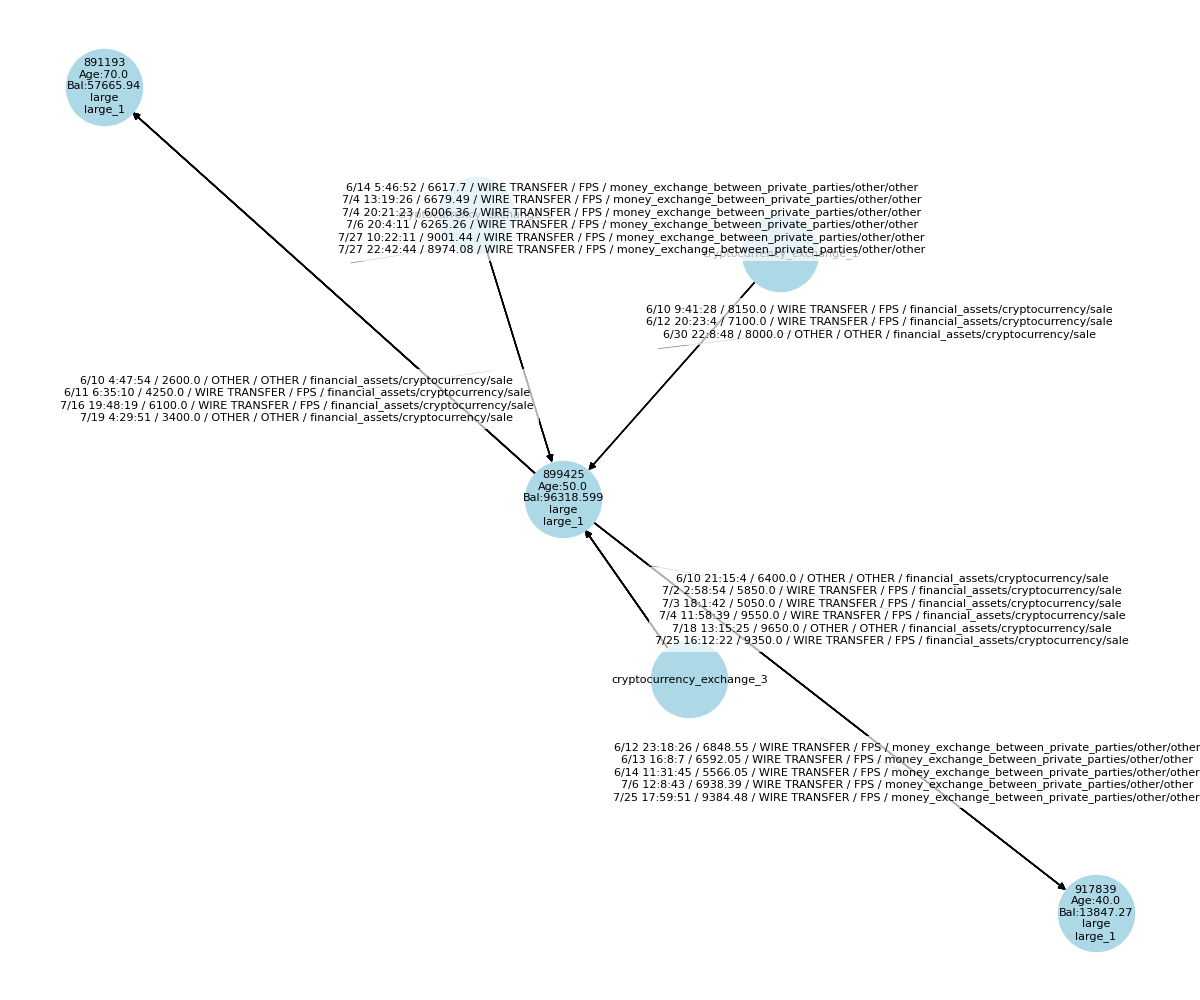 891193
Age:70.0
Bal:57665.94
large
large_1
6/14 5:46:52 / 6617.7 / WIRE TRANSFER / FPS / money_exchange_between_private_parties/other/other
7/4 13:19:26 / 6679.49 / WIRE TRANSFER / FPS / money_exchange_between_private_parties/other/other
7/4 20:21:23 / 6006.36 / WIRE TRANSFER / FPS / money_exchange_between_private_parties/other/other
7/6 20:4:11 / 6265.26 / WIRE TRANSFER / FPS / money_exchange_between_private_parties/other/other
7/27 10:22:11 / 9001.44 / WIRE TRANSFER / FPS / money_exchange_between_private_parties/other/other
7/27 22:42:44 / 8974.08 / WIRE TRANSFER / FPS / money_exchange_between_private_parties/other/other
cryptocurrency_exchange_1
6/10 9:41:28 / 8150.0 / WIRE TRANSFER / FPS / financial_assets/cryptocurrency/sale
6/12 20:23:4 / 7100.0 / WIRE TRANSFER / FPS / financial_assets/cryptocurrency/sale
6/30 22:8:48 / 8000.0 / OTHER / OTHER / financial_assets/cryptocurrency/sale
6/10 4:47:54 / 2600.0 / OTHER / OTHER / financial_assets/cryptocurrency/sale
6/11 6:35:10 / 4250.0 / WIRE TRANSFER / FPS / financial_assets/cryptocurrency/sale
7/16 19:48:19 / 6100.0 / WIRE TRANSFER / FPS / financial_assets/cryptocurrency/sale
7/19 4:29:51 / 3400.0 / OTHER / OTHER / financial_assets/cryptocurrency/sale
899425
Age:50.0
Bal:96318.599
large
large_1
6/10 21:15:4 / 6400.0 / OTHER / OTHER / financial_assets/cryptocurrency/sale
7/2 2:58:54 / 5850.0 / WIRE TRANSFER / FPS / financial_assets/cryptocurrency/sale
7/3 18:1:42 / 5050.0 / WIRE TRANSFER / FPS / financial_assets/cryptocurrency/sale
7/4 11:58:39 / 9550.0 / WIRE TRANSFER / FPS / financial_assets/cryptocurrency/sale
7/18 13:15:25 / 9650.0 / OTHER / OTHER / financial_assets/cryptocurrency/sale
7/25 16:12:22 / 9350.0 / WIRE TRANSFER / FPS / financial_assets/cryptocurrency/sale
cryptocurrency_exchange_3
6/12 23:18:26 / 6848.55 / WIRE TRANSFER / FPS / money_exchange_between_private_parties/other/other
6/13 16:8:7 / 6592.05 / WIRE TRANSFER / FPS / money_exchange_between_private_parties/other/other
6/14 11:31:45 / 5566.05 / WIRE TRANSFER / FPS / money_exchange_between_private_parties/other/other
7/6 12:8:43 / 6938.39 / WIRE TRANSFER / FPS / money_exchange_between_private_parties/other/other
7/25 17:59:51 / 9384.48 / WIRE TRANSFER / FPS / money_exchange_between_private_parties/other/other
917839
Age:40.0
Bal:13847.27
large
large_1